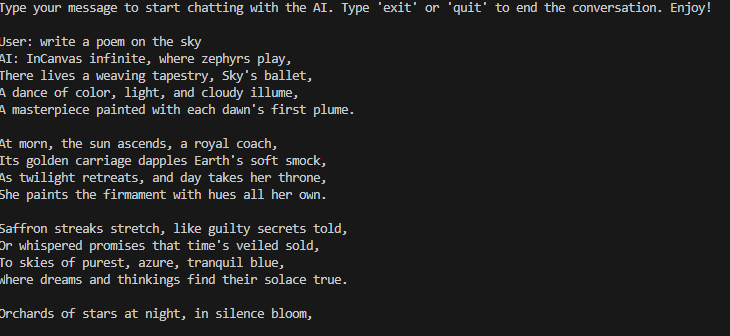 Type your message to start chatting with the AI. Type 'exit' or 'quit' to end the conversation. Enjoy!
User: write a poem on the sky
AI: InCanvas infinite, where zephyrs play,
There lives a weaving tapestry, Sky's ballet,
A dance of color, light, and cloudy illume,
A masterpiece painted with each dawn's first plume.
At morn, the sun ascends, a royal coach,
Its golden carriage dapples Earth's soft smock,
As twilight retreats, and day takes her throne,
She paints the firmament with hues all her own.
Saffron streaks stretch, like guilty secrets told,
Or whispered promises that time's veiled sold,
To skies of purest, azure, tranquil blue,
Where dreams and thinkings find their solace true.
Orchards of stars at night, in silence bloom,